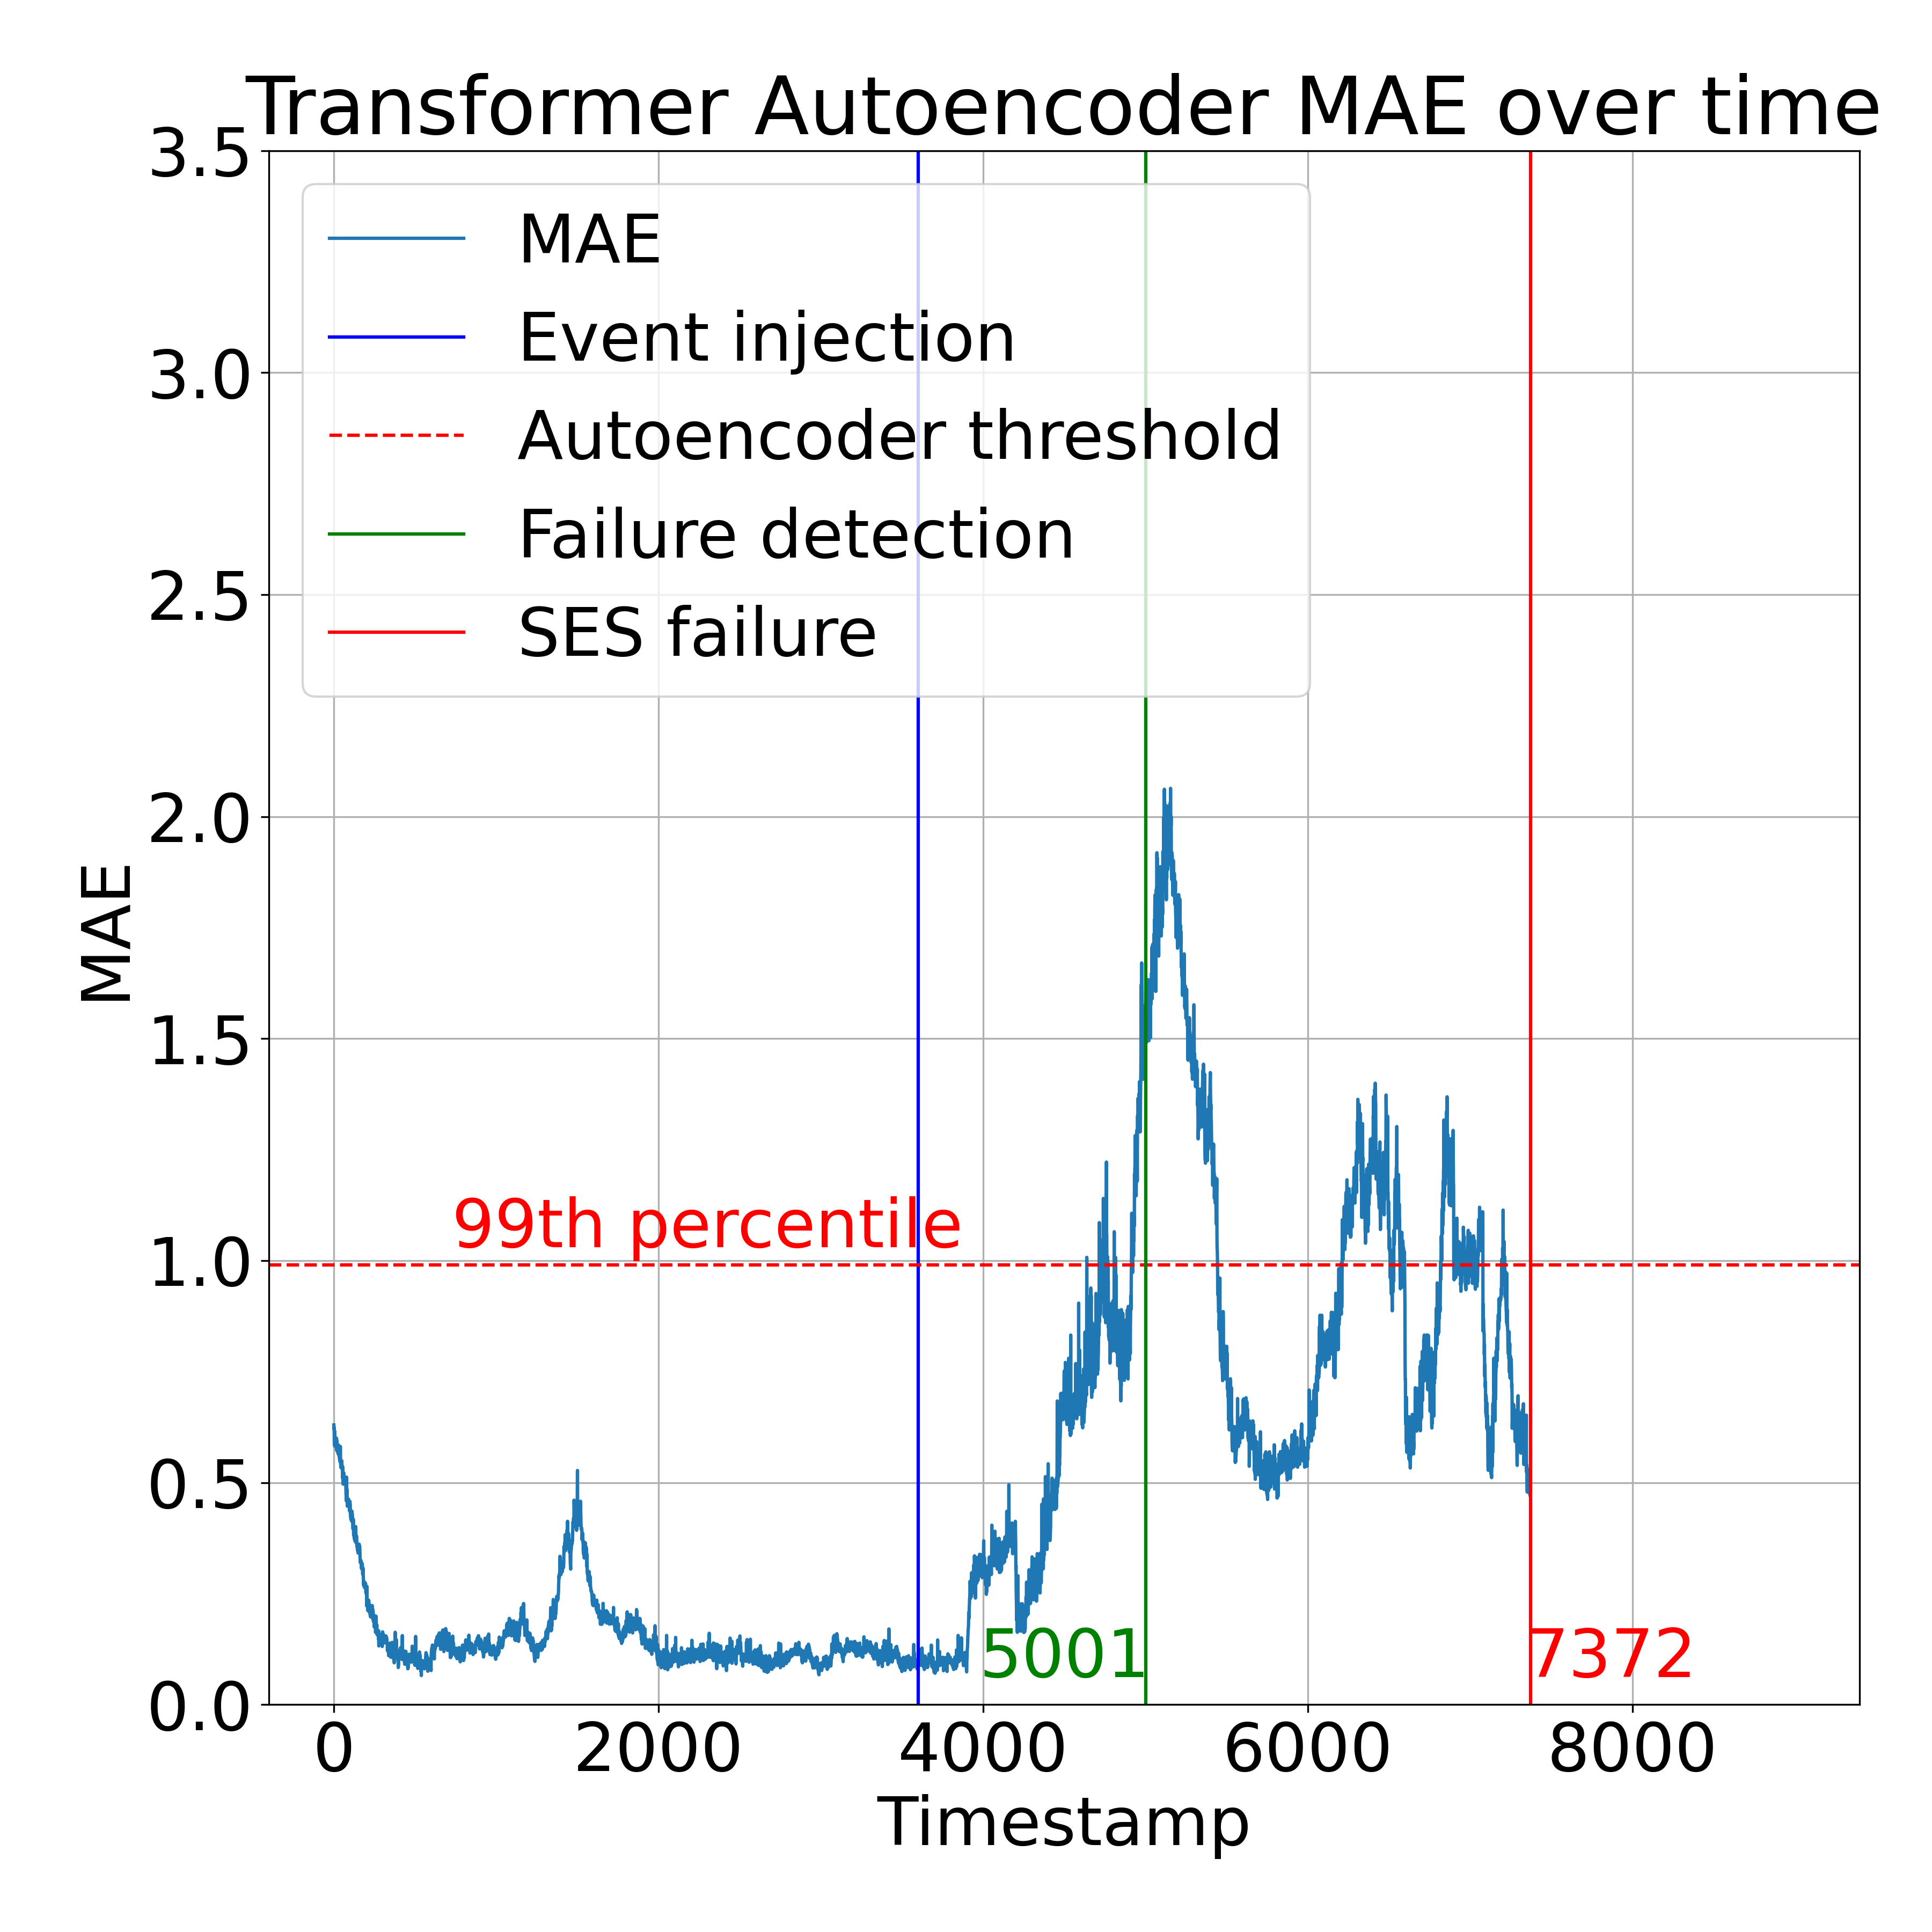 Transformer Autoencoder MAE over time
3.5
3.0
2.5
2.0
1.5
1.0
0.5
0.0
MAE
MAE
Event injection
Autoencoder threshold
Failure detection
SES failure
99th percentile
5001
7372
0
2000
4000
6000
8000
Timestamp